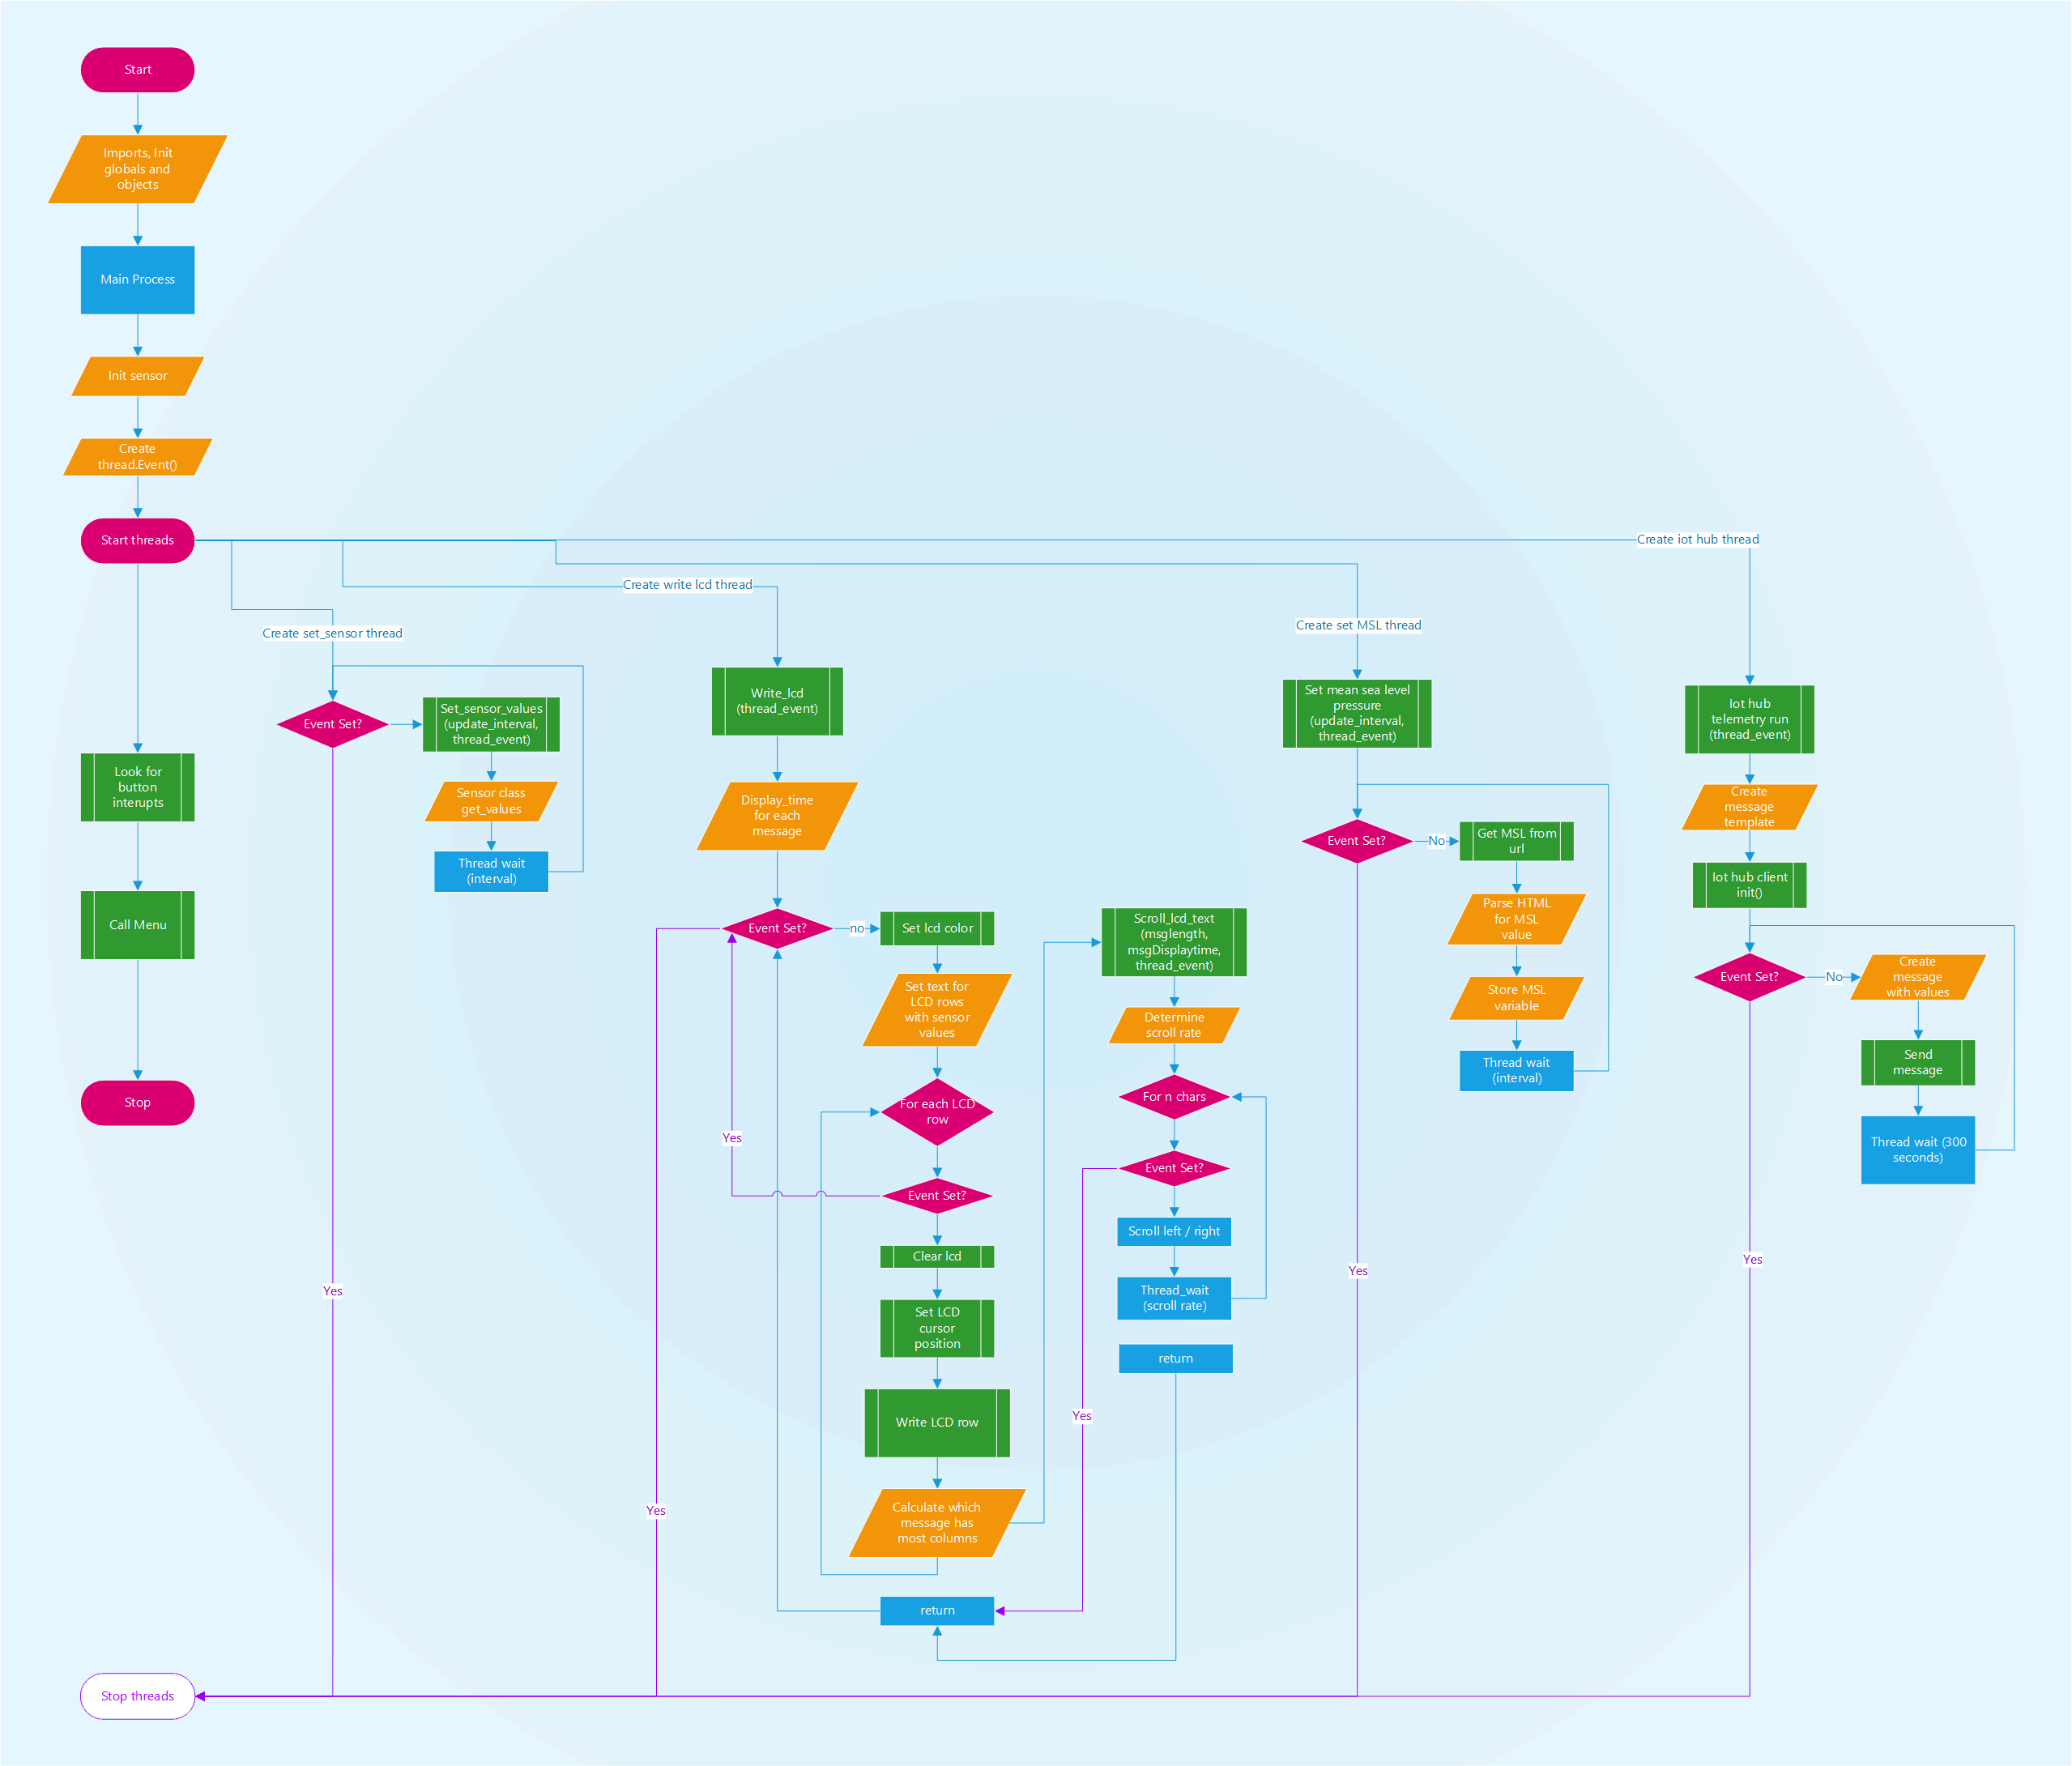 Start
Imports, Init
globals and
objects
Main Process
Init sensor
Create
thread.Event()
Start threads
Look for
button
interupts
Call Menu
Stop
Stop threads
Create set_sensor thread
Event Set?
Set_sensor_values
(update_interval,
thread_event)
Sensor class
get_values
Thread wait
(interval)
Yes
Create write lcd thread
Write_lcd
(thread_event)
Display_time
for each
message
Event Set?
no
Set lcd color
Set text for
LCD rows
with sensor
values
For each LCD
row
Event Set?
Yes
Clear lcd
Set LCD
cursor
position
Write LCD row
Calculate which
message has
most columns
return
Yes
Scroll_lcd_text
(msglength,
msgDisplaytime,
thread_event)
Determine
scroll rate
For n chars
Event Set?
Scroll left / right
Thread_wait
(scroll rate)
return
Yes
Create set MSL thread
Set mean sea level
pressure
(update_interval,
thread_event)
Event Set?
No
Get MSL from
url
Parse HTML
for MSL
value
Store MSL
variable
Thread wait
(interval)
Yes
Create iot hub thread
Iot hub
telemetry run
(thread_event)
Create
message
template
Iot hub client
init()
Event Set?
No
Create
message
with values
Send
message
Thread wait (300
seconds)
Yes